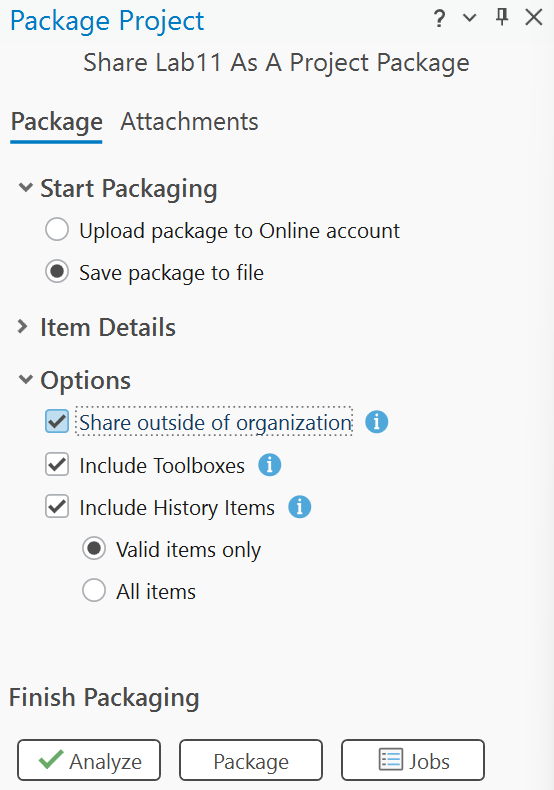 Package Project
?
Share Lab11 As A Project Package
Package Attachments
Start Packaging
Upload package to Online account
Save package to file
Item Details
Options
Share outside of organization
Include Toolboxes
Include History Items
Valid items only
All items
Finish Packaging
Analyze Package Jobs